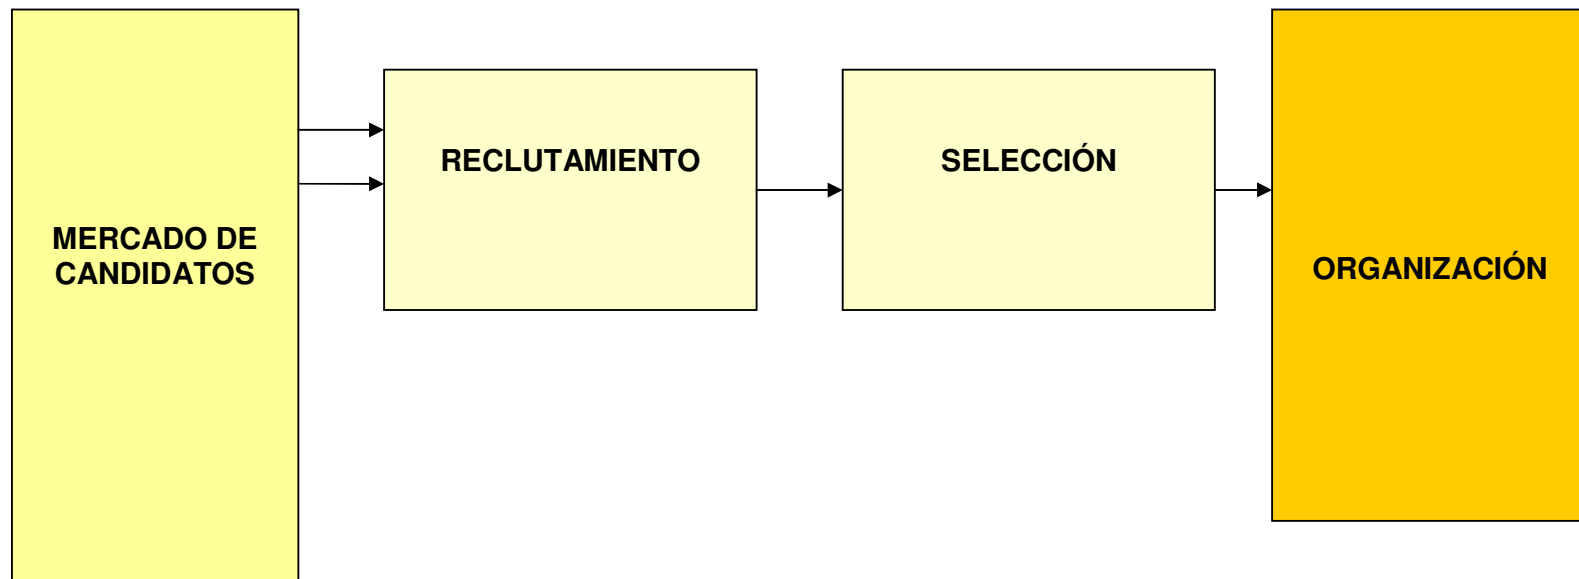 MERCADO DE
CANDIDATOS
RECLUTAMIENTO
SELECCIÓN
ORGANIZACIÓN